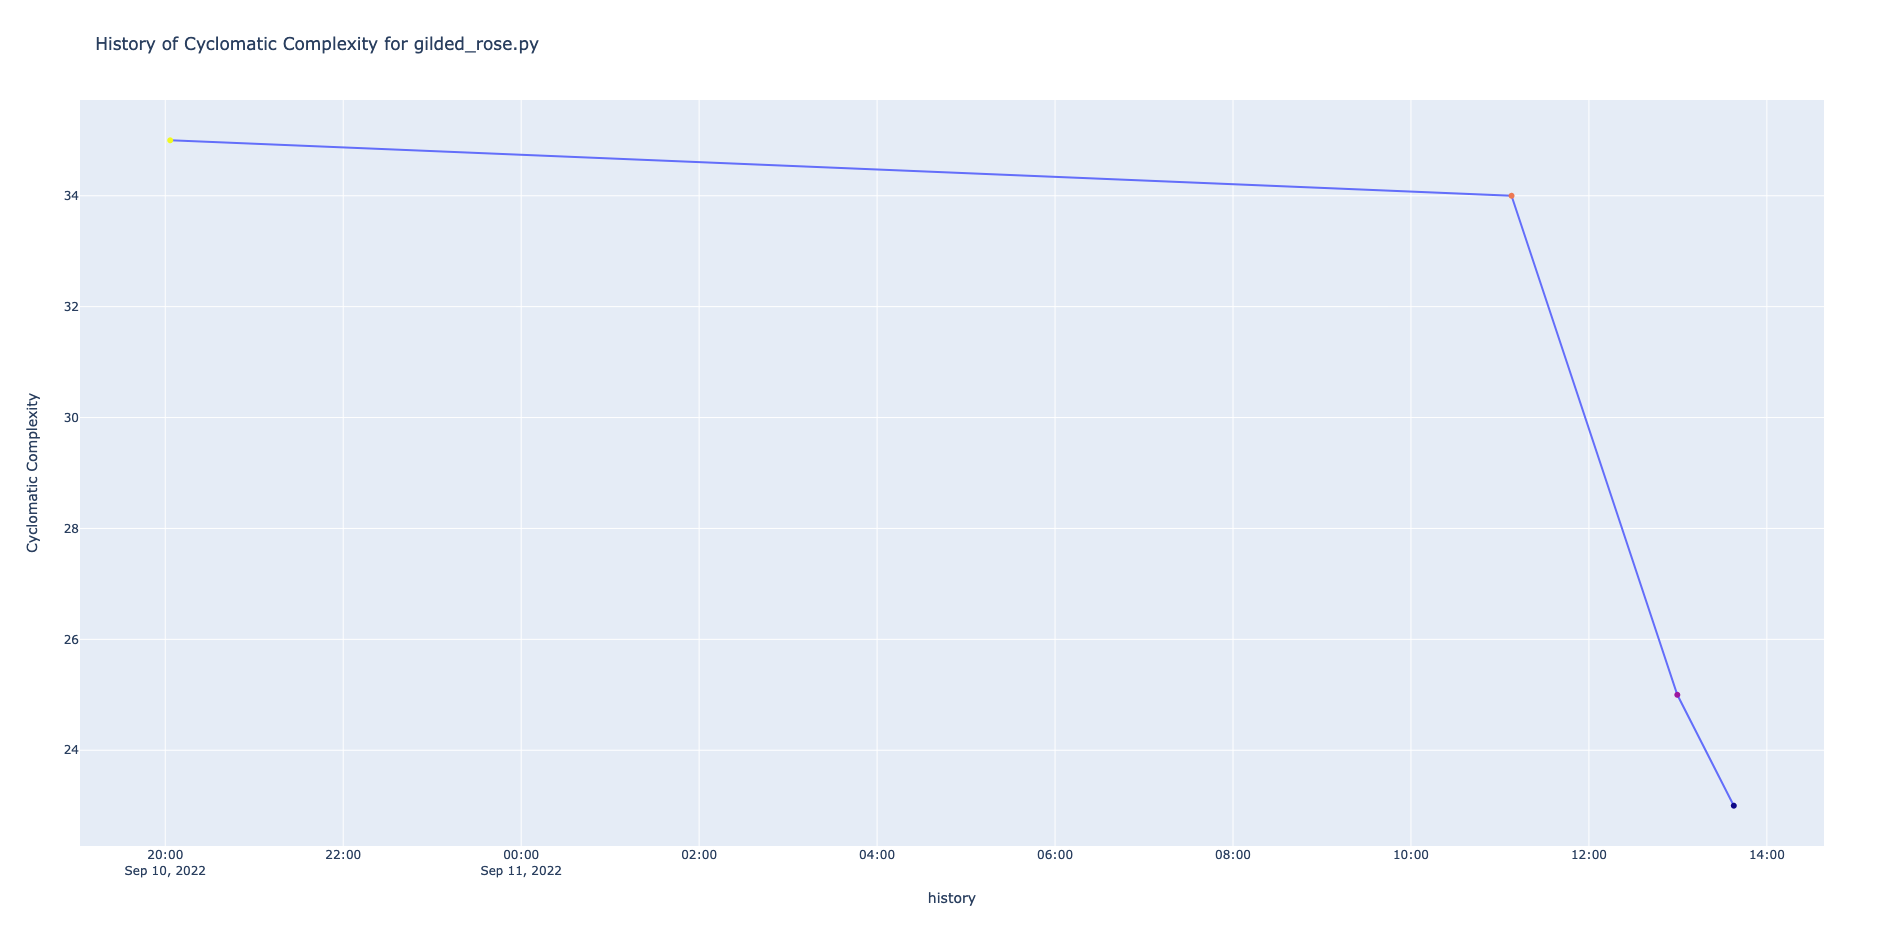 History of Cyclomatic Complexity for gilded_rose.py
Cyclomatic Complexity
34
32
30
28
26
24
20:00 22:00 00:00 02:00 04:00 06:00 08:00 10:00 12:00 14:00
Sep 10, 2022 Sep 11, 2022
history